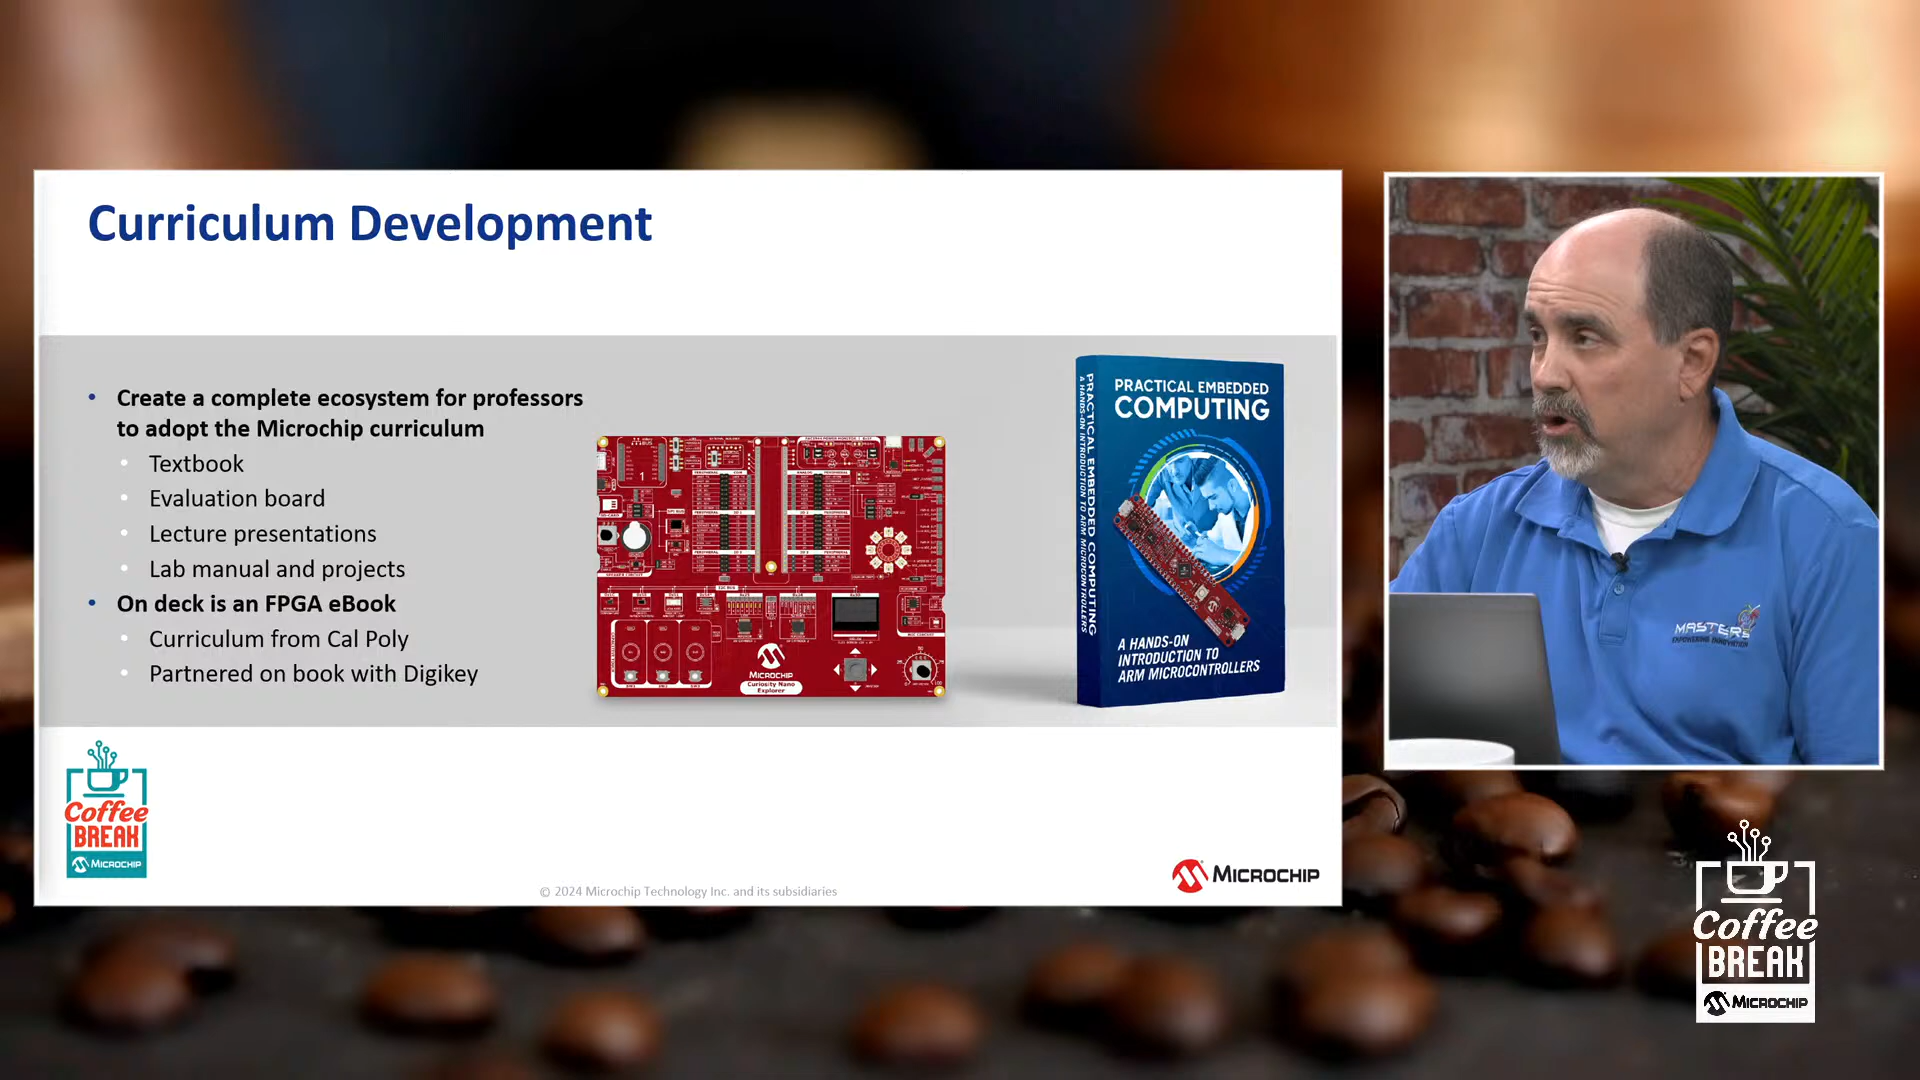 Curriculum Development
Create a complete ecosystem for professors
to adopt the Microchip curriculum
Textbook
Evaluation board
Lecture presentations
Lab manual and projects
On deck is an FPGA eBook
Curriculum from Cal Poly
Partnered on book with Digikey
MICROCHIP
Curiosity Nano
Explorer
PRACTICAL EMBEDDED COMPUTING
A HANDS-ON INTRODUCTION TO ARM MICROCONTROLLERS
PRACTICAL EMBEDDED
COMPUTING
A HANDS-ON
INTRODUCTION TO
ARM MICROCONTROLLERS
MASTERs
EMPOWERING INNOVATION
Coffee
BREAK
MICROCHIP
© 2024 Microchip Technology Inc. and its subsidiaries
MICROCHIP
Coffee
BREAK
MICROCHIP